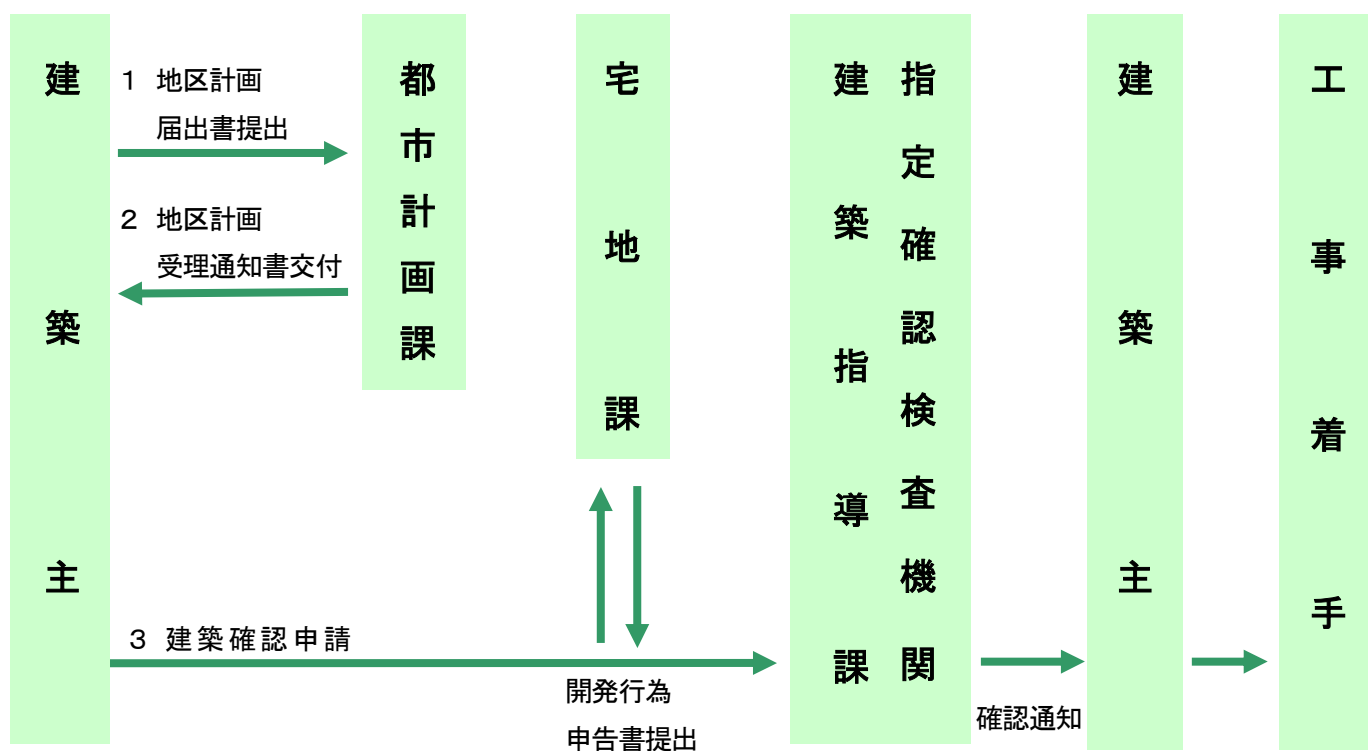 建築主
1 地区計画
届出書提出
2 地区計画
受理通知書交付
都市計画課
宅地課
3 建築確認申請
開発行為
申告書提出
指定確認検査機関
建築指導課
確認通知
建築主
工事着手